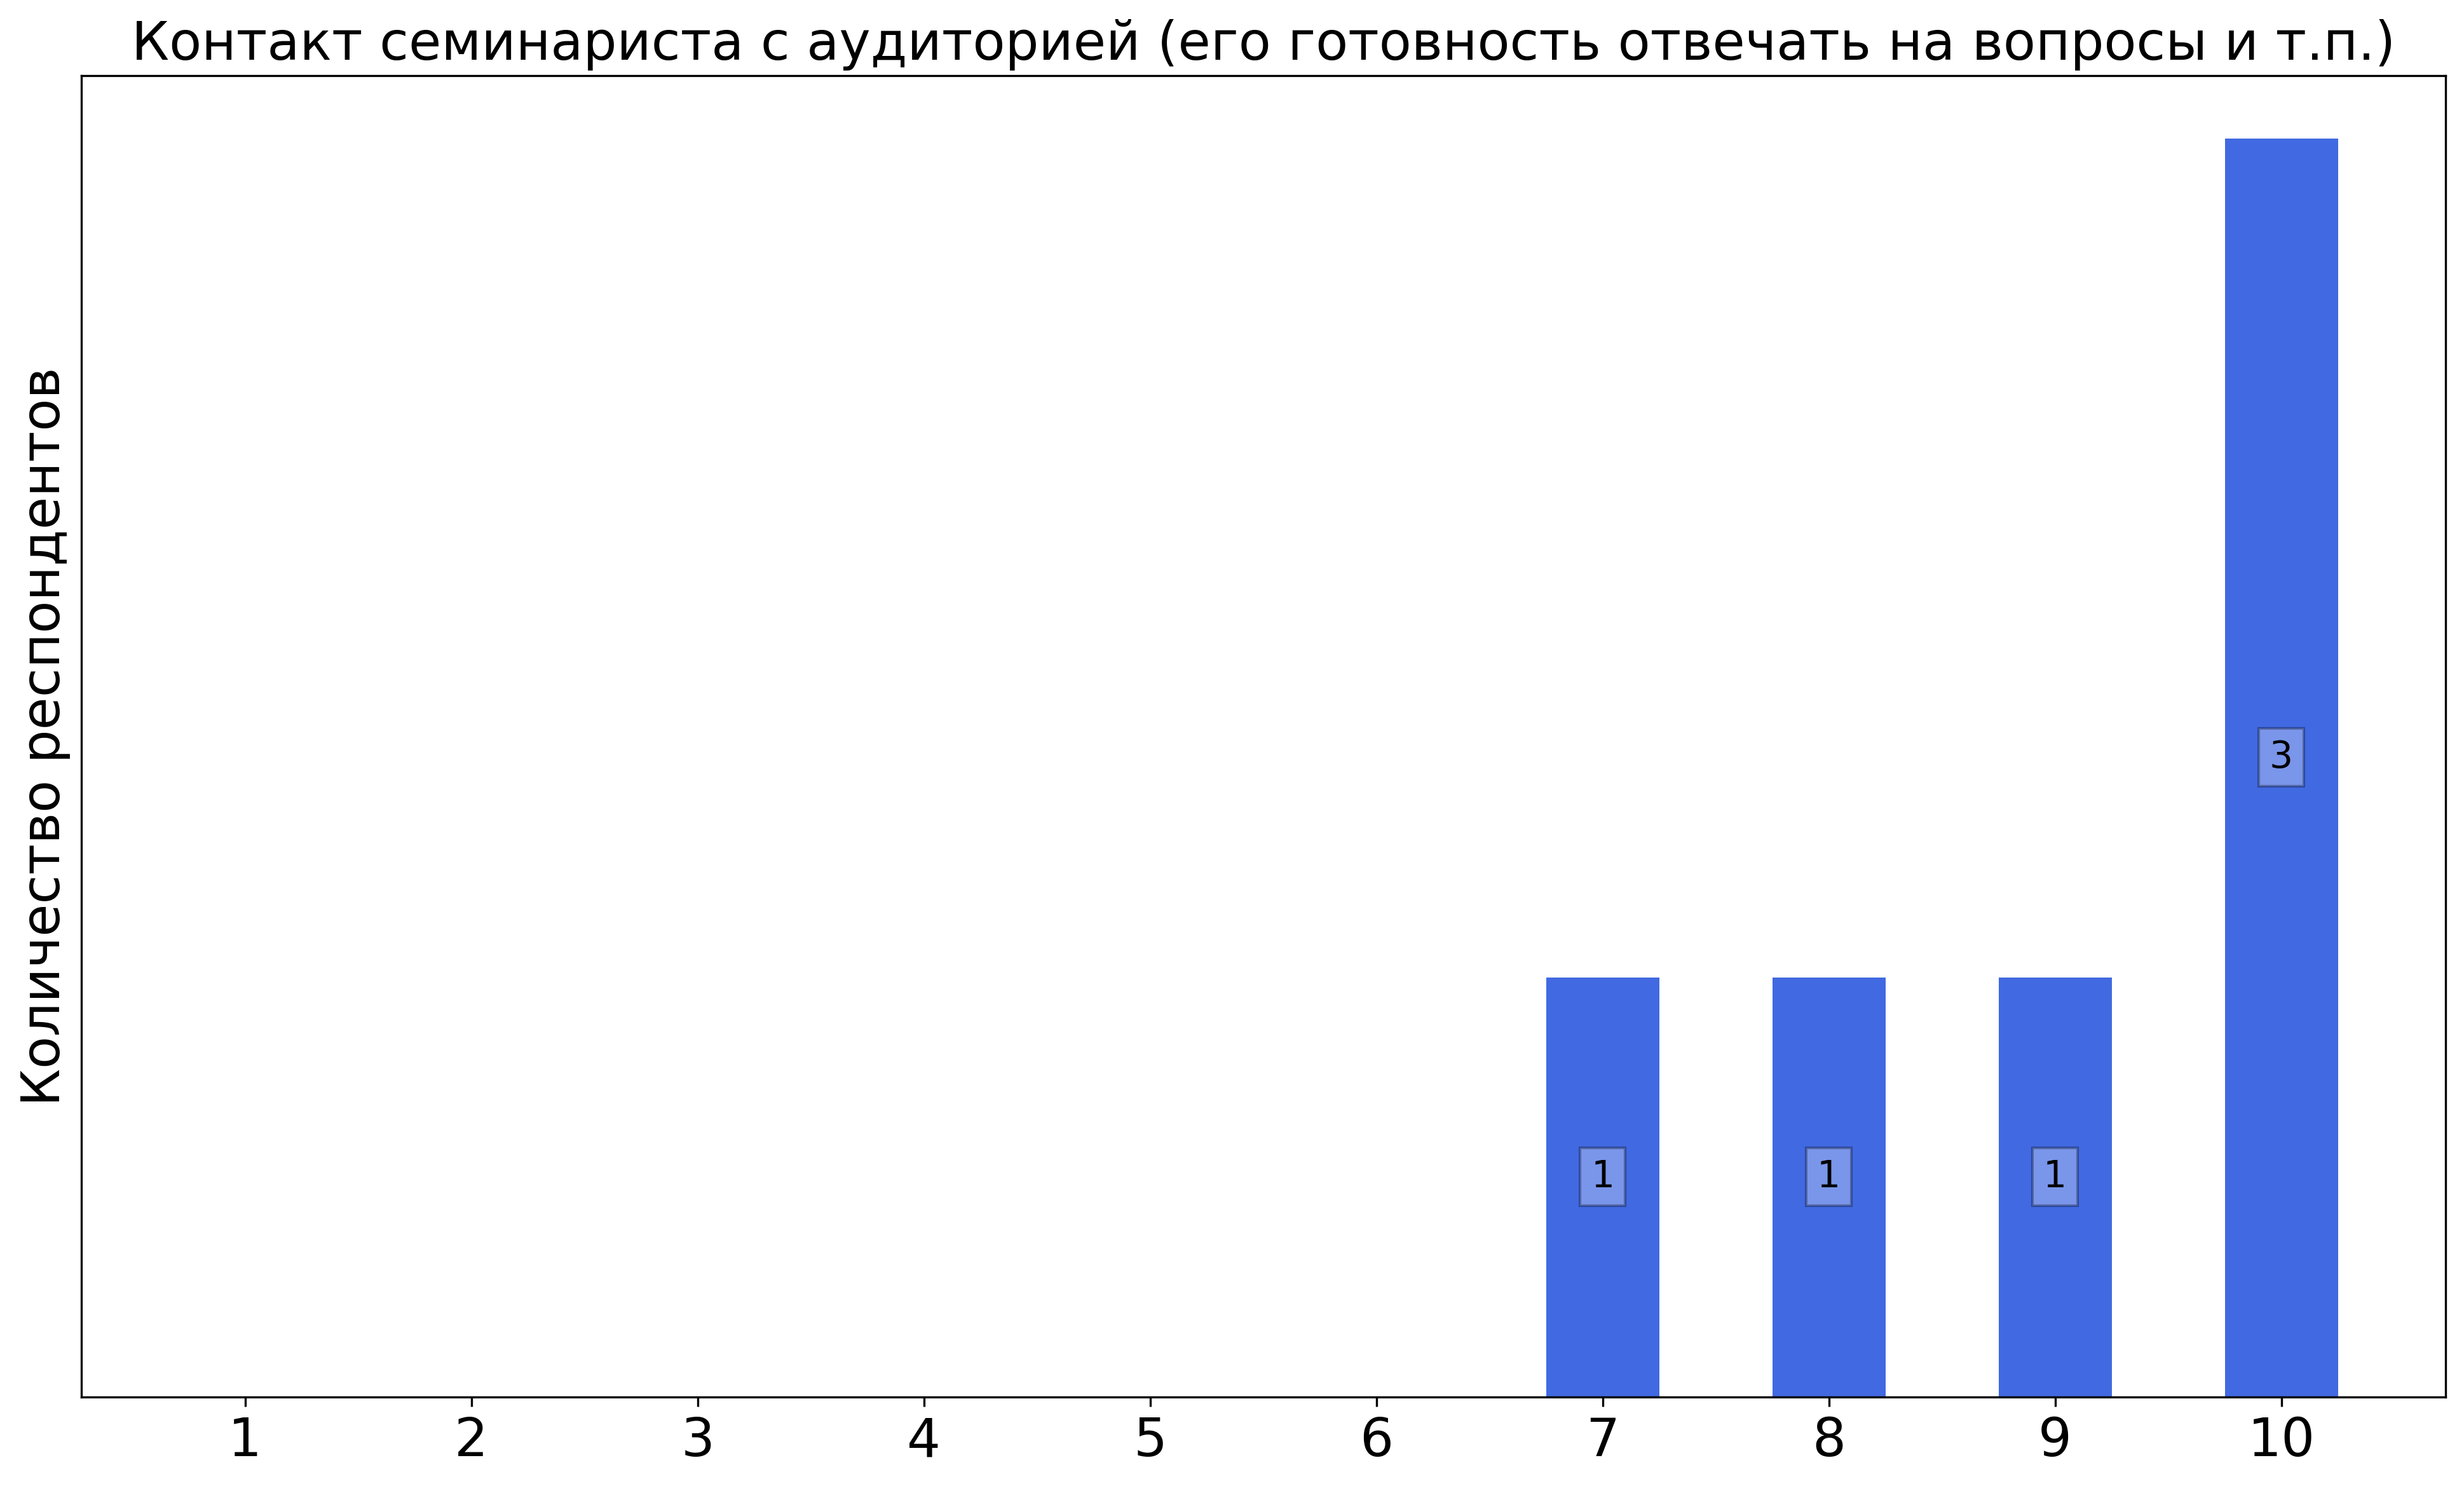 Контакт семинариста с аудиторией (его готовность отвечать на вопросы и т.п.)
Количество респондентов
3
1 1 1
1 2 3 4 5 6 7 8 9 10